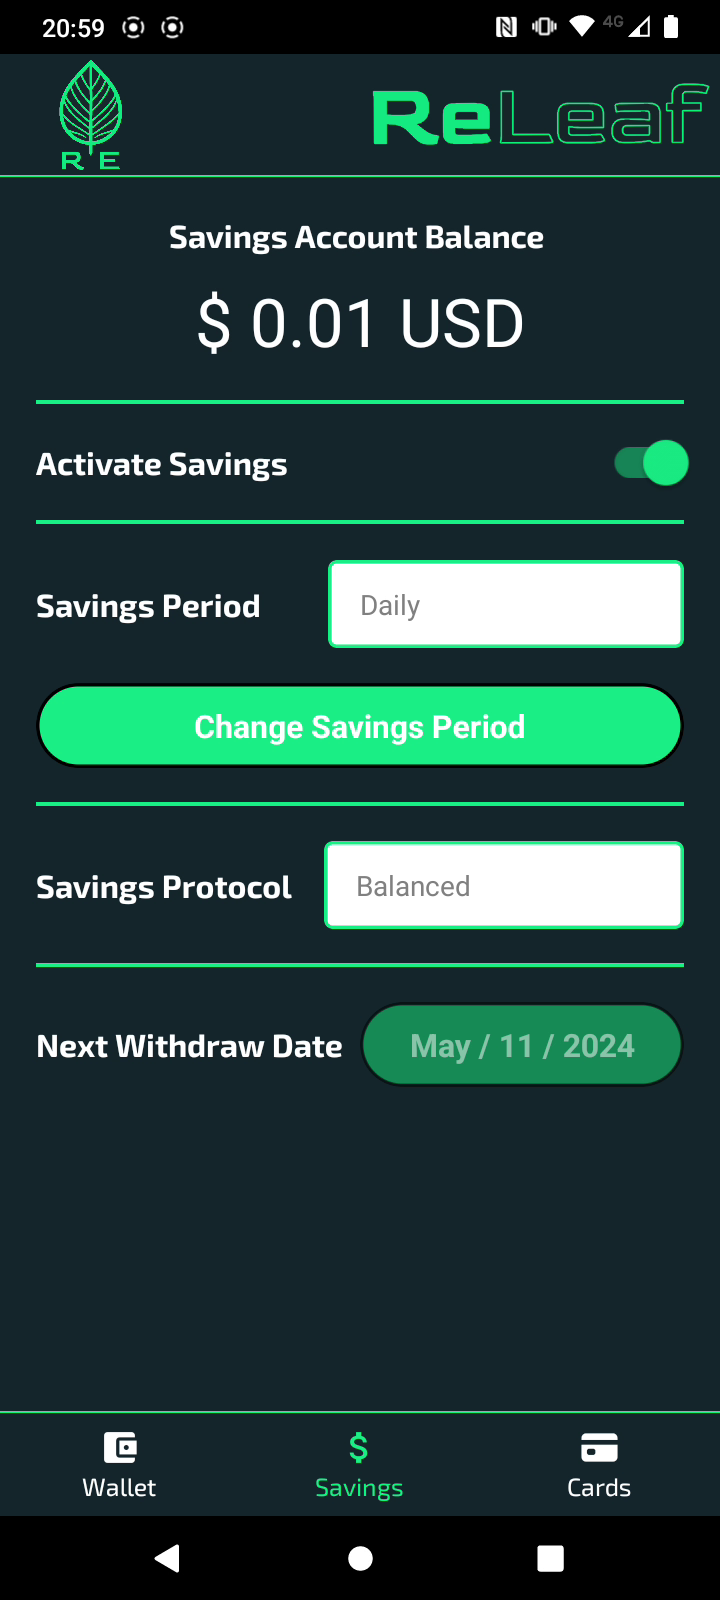 20:59 4G
R E ReLeaf
Savings Account Balance
$ 0.01 USD
Activate Savings
Savings Period Daily
Change Savings Period
Savings Protocol Balanced
Next Withdraw Date May / 11 / 2024
Wallet $ Savings Cards